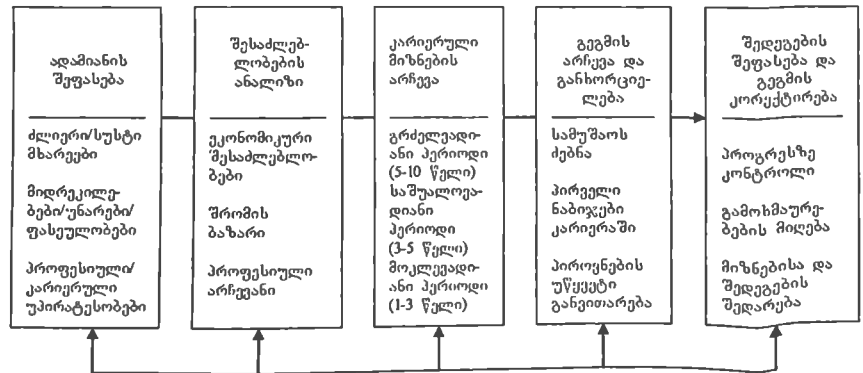 ადამიანის
შეფასება
ძლიერი/სუსტი
მხარეები
მიდრეკილე-
ბები/უნარები/
ფასეულობები
პროფესიული/
კარიერული
უპირატესობები
შესაძლებ-
ლობების
ანალიზი
ეკონომიკური
შესაძლებლო-
ბები
შრომის
ბაზარი
პროფესიული
არჩევანი
კარიერული
მიზნების
არჩევა
გრძელვადი-
ანი პერიოდი
(5-10 წელი)
საშუალოვა-
დიანი
პერიოდი
(3-5 წელი)
მოკლევადი-
ანი პერიოდი
(1-3 წელი)
გეგმის
არჩევა და
განხორციე-
ლება
სამუშაოს
ძებნა
პირველი
ნაბიჯები
კარიერაში
პიროვნების
უწყვეტი
განვითარება
შედეგების
შეფასება და
გეგმის
კორექტირება
პროგრესზე
კონტროლი
გამოხმაურე-
ბების მიღება
მიზნებისა და
შედეგების
შედარება